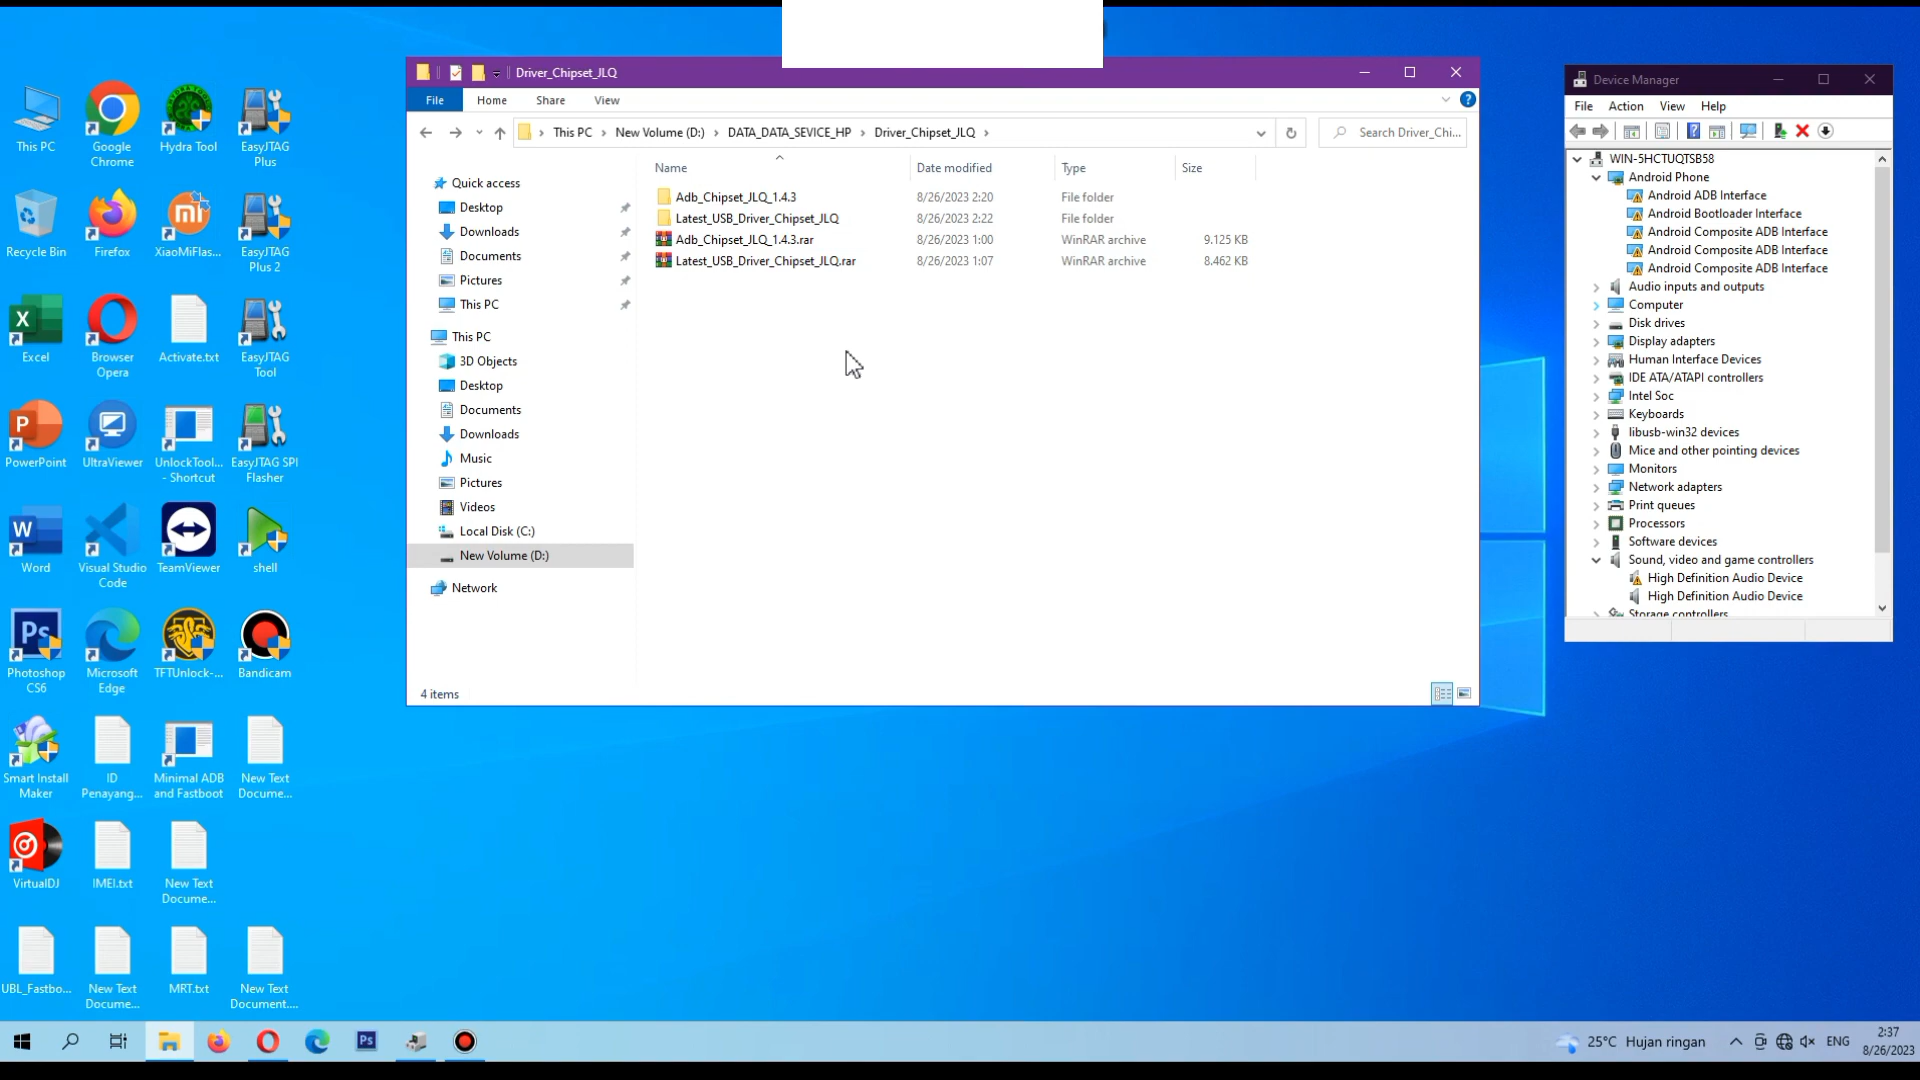 This PC
Google
Chrome
Hydra Tool
EasyJTAG
Plus
Recycle Bin
Firefox
XiaoMiFlas...
EasyJTAG
Plus 2
Excel
Browser
Opera
Activate.txt
EasyJTAG
Tool
PowerPoint
UltraViewer
UnlockTool...
- Shortcut
EasyJTAG SPI
Flasher
Word
Visual Studio
Code
TeamViewer
shell
Photoshop
CS6
Microsoft
Edge
TFTUnlock-...
Bandicam
Smart Install
Maker
ID
Penayang...
Minimal ADB
and Fastboot
New Text
Docume...
VirtualDJ
IMEI.txt
New Text
Docume...
UBL_Fastbo...
New Text
Docume...
MRT.txt
New Text
Document....
Driver_Chipset_JLQ
File Home Share View
This PC New Volume (D:) DATA_DATA_SEVICE_HP Driver_Chipset_JLQ
Search Driver_Chi...
Name Date modified Type Size
Adb_Chipset_JLQ_1.4.3 8/26/2023 2:20 File folder
Latest_USB_Driver_Chipset_JLQ 8/26/2023 2:22 File folder
Adb_Chipset_JLQ_1.4.3.rar 8/26/2023 1:00 WinRAR archive 9.125 KB
Latest_USB_Driver_Chipset_JLQ.rar 8/26/2023 1:07 WinRAR archive 8.462 KB
Quick access
Desktop
Downloads
Documents
Pictures
This PC
This PC
3D Objects
Desktop
Documents
Downloads
Music
Pictures
Videos
Local Disk (C:)
New Volume (D:)
Network
4 items
Device Manager
File Action View Help
WIN-5HCTUQTSB58
Android Phone
Android ADB Interface
Android Bootloader Interface
Android Composite ADB Interface
Android Composite ADB Interface
Android Composite ADB Interface
Audio inputs and outputs
Computer
Disk drives
Display adapters
Human Interface Devices
IDE ATA/ATAPI controllers
Intel Soc
Keyboards
libusb-win32 devices
Mice and other pointing devices
Monitors
Network adapters
Print queues
Processors
Software devices
Sound, video and game controllers
High Definition Audio Device
High Definition Audio Device
Storage controllers
25°C Hujan ringan
ENG
2:37
8/26/2023